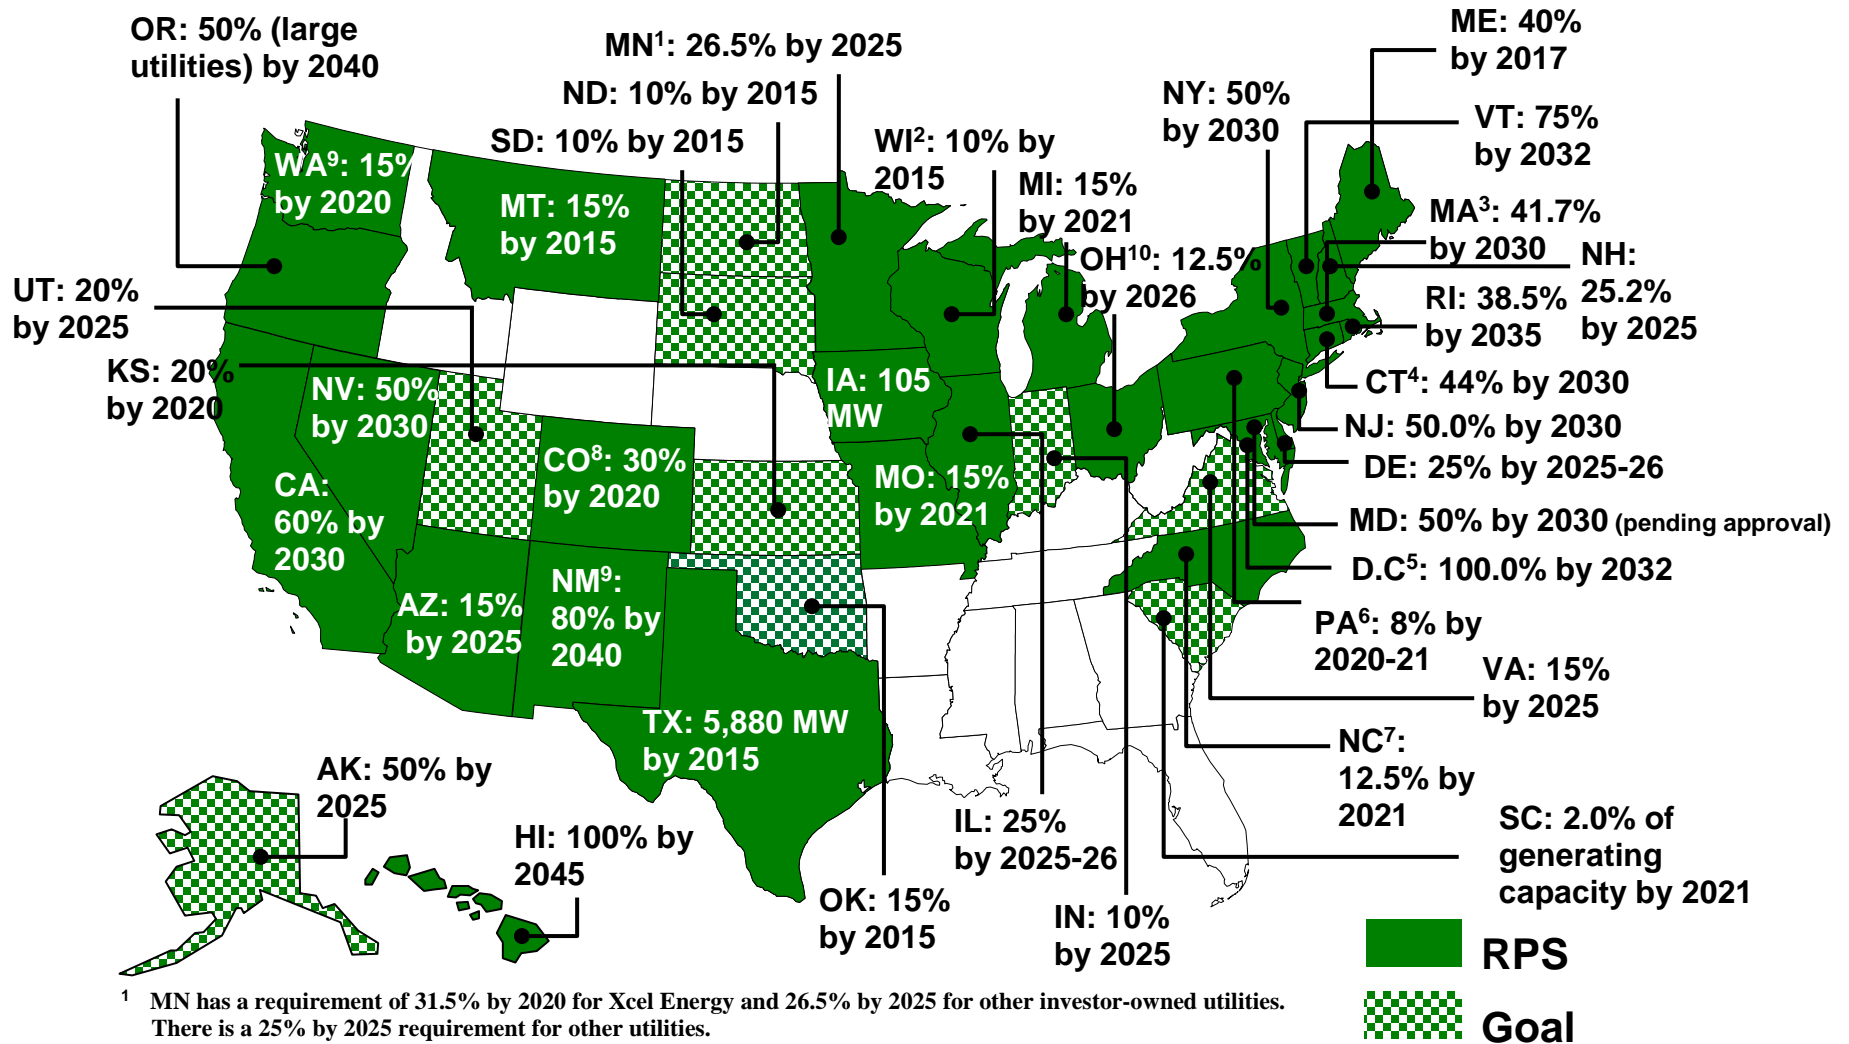 OR: 50% (large
utilities) by 2040
MN¹: 26.5% by 2025
ND: 10% by 2015
SD: 10% by 2015
WI²: 10% by
2015
MI: 15%
by 2021
OH¹⁰: 12.5%
by 2026
NY: 50%
by 2030
ME: 40%
by 2017
VT: 75%
by 2032
MA³: 41.7%
by 2030
NH:
25.2%
by 2025
RI: 38.5%
by 2035
CT⁴: 44% by 2030
NJ: 50.0% by 2030
DE: 25% by 2025-26
MD: 50% by 2030 (pending approval)
D.C⁵: 100.0% by 2032
PA⁶: 8% by
2020-21
VA: 15%
by 2025
NC⁷:
12.5% by
2021
SC: 2.0% of
generating
capacity by 2021
WA⁹: 15%
by 2020
MT: 15%
by 2015
UT: 20%
by 2025
KS: 20%
by 2020
NV: 50%
by 2030
CA:
60% by
2030
CO⁸: 30%
by 2020
IA: 105
MW
MO: 15%
by 2021
AZ: 15%
by 2025
NM⁹:
80% by
2040
TX: 5,880 MW
by 2015
AK: 50% by
2025
HI: 100% by
2045
OK: 15%
by 2015
IL: 25%
by 2025-26
IN: 10%
by 2025
RPS
Goal
¹ MN has a requirement of 31.5% by 2020 for Xcel Energy and 26.5% by 2025 for other investor-owned utilities.
There is a 25% by 2025 requirement for other utilities.